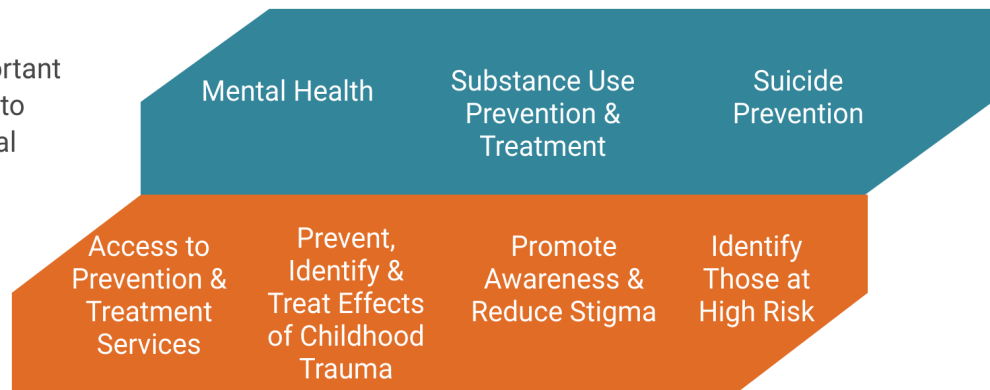 to
Mental Health
Substance Use
Prevention &
Treatment
Suicide
Prevention
Access to
Prevention &
Treatment
Services
Prevent,
Identify &
Treat Effects
of Childhood
Trauma
Promote
Awareness &
Reduce Stigma
Identify
Those at
High Risk